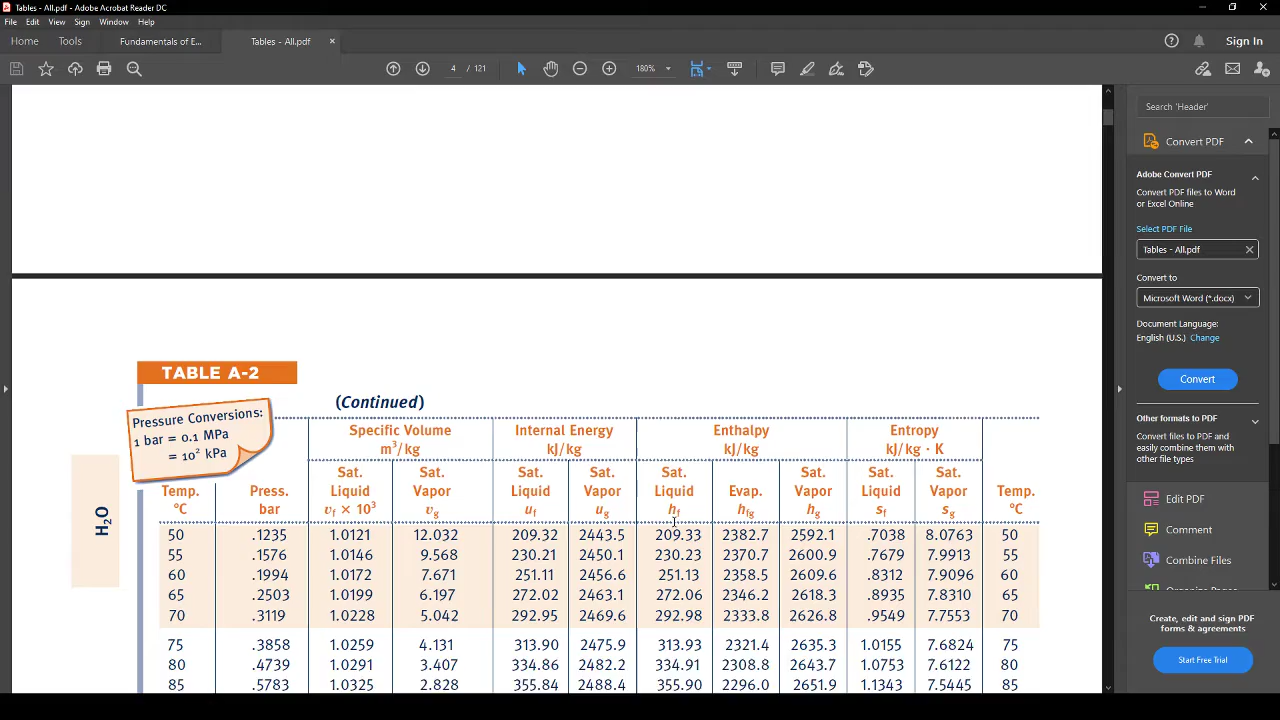 Tables - All.pdf - Adobe Acrobat Reader DC
File Edit View Sign Window Help
Home Tools Fundamentals of E... Tables - All.pdf × Sign In
4 / 121 180%
Search 'Header'
Convert PDF
Adobe Convert PDF
Convert PDF files to Word
or Excel Online
Select PDF File
Tables - All.pdf
Convert to
Microsoft Word (*.docx)
Document Language:
English (U.S.) Change
Convert
Other formats to PDF
Convert files to PDF and
easily combine them with
other file types
Edit PDF
Comment
Combine Files
Create, edit and sign PDF
forms & agreements
Start Free Trial
TABLE A-2
(Continued)
Pressure Conversions:
1 bar = 0.1 MPa
= 10² kPa
H₂O
Specific Volume Internal Energy Enthalpy Entropy
m³/kg kJ/kg kJ/kg kJ/kg · K
Sat. Sat. Sat. Sat. Sat. Sat. Sat. Sat.
Temp. Press. Liquid Vapor Liquid Vapor Liquid Evap. Vapor Liquid Vapor Temp.
°C bar v_f × 10³ v_g u_f u_g h_f h_fg h_g s_f s_g °C
50 .1235 1.0121 12.032 209.32 2443.5 209.33 2382.7 2592.1 .7038 8.0763 50
55 .1576 1.0146 9.568 230.21 2450.1 230.23 2370.7 2600.9 .7679 7.9913 55
60 .1994 1.0172 7.671 251.11 2456.6 251.13 2358.5 2609.6 .8312 7.9096 60
65 .2503 1.0199 6.197 272.02 2463.1 272.06 2346.2 2618.3 .8935 7.8310 65
70 .3119 1.0228 5.042 292.95 2469.6 292.98 2333.8 2626.8 .9549 7.7553 70
75 .3858 1.0259 4.131 313.90 2475.9 313.93 2321.4 2635.3 1.0155 7.6824 75
80 .4739 1.0291 3.407 334.86 2482.2 334.91 2308.8 2643.7 1.0753 7.6122 80
85 .5783 1.0325 2.828 355.84 2488.4 355.90 2296.0 2651.9 1.1343 7.5445 85